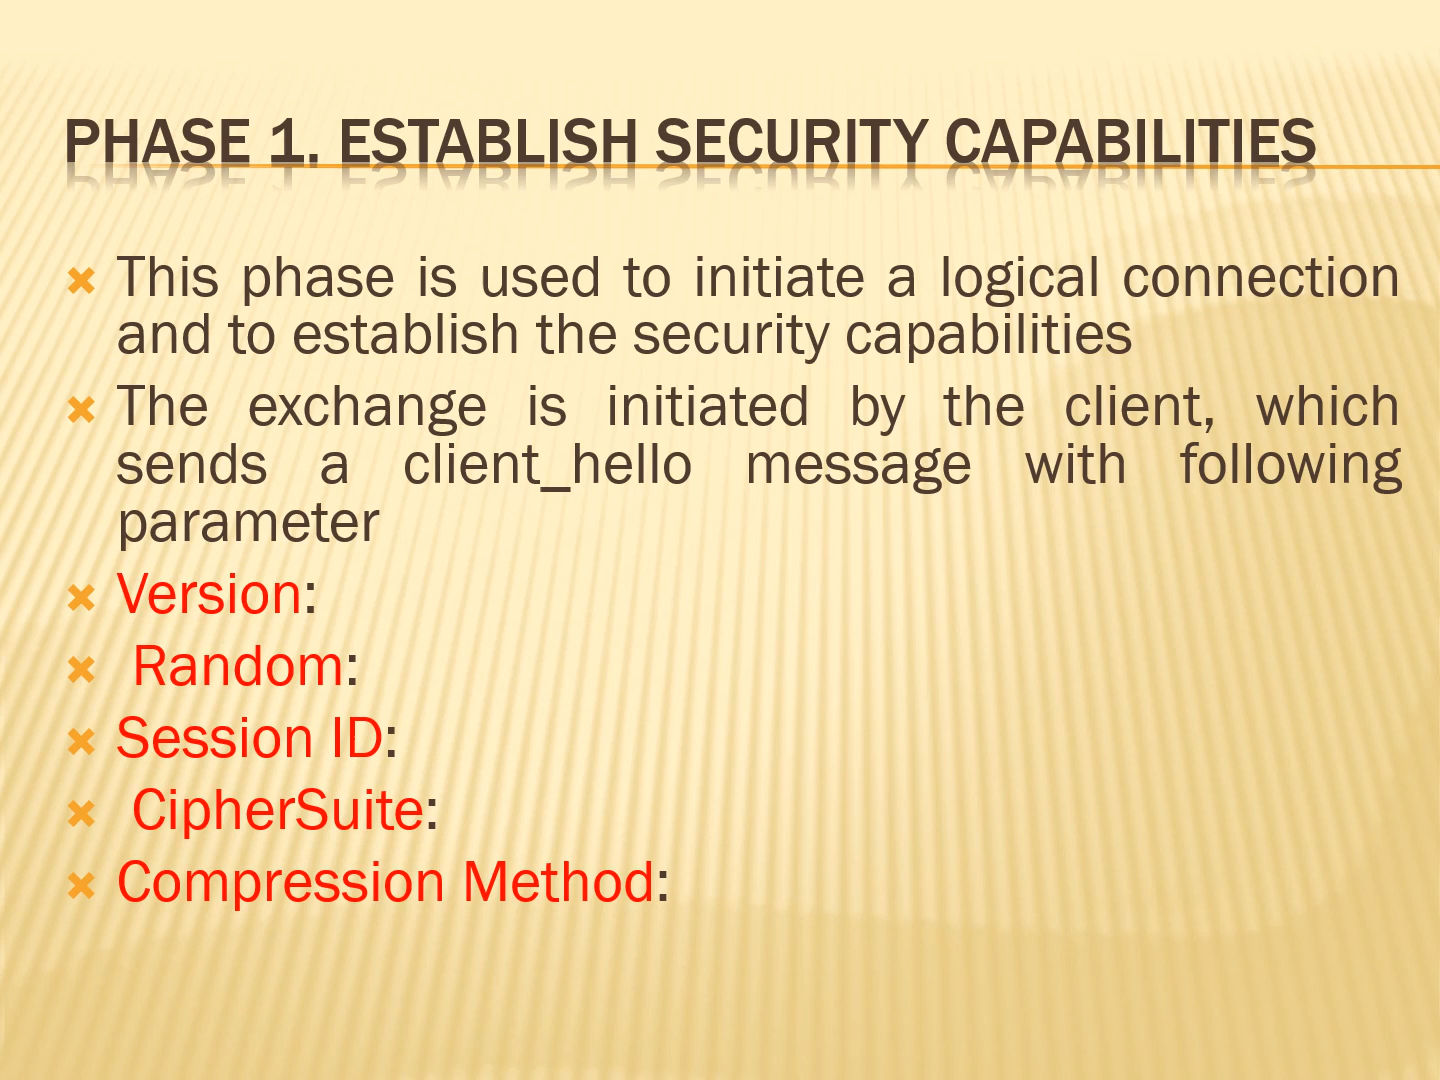 PHASE 1. ESTABLISH SECURITY CAPABILITIES
This phase is used to initiate a logical connection
and to establish the security capabilities
The exchange is initiated by the client, which
sends a client_hello message with following
parameter
Version:
Random:
Session ID:
CipherSuite:
Compression Method: